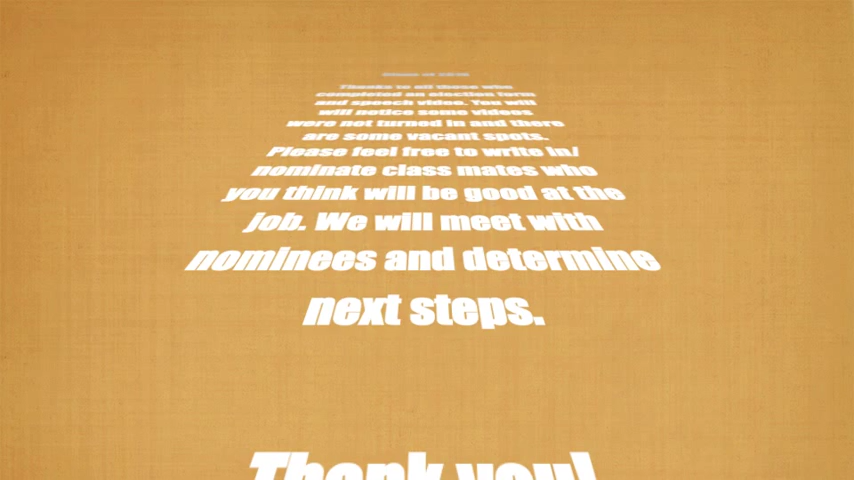 Class of
Thanks to all those who
completed an election form
and speech video. You will
will notice some videos
were not turned in and there
are some vacant spots.
Please feel free to write in/
nominate class mates who
you think will be good at the
job. We will meet with
nominees and determine
next steps.
Thank you!